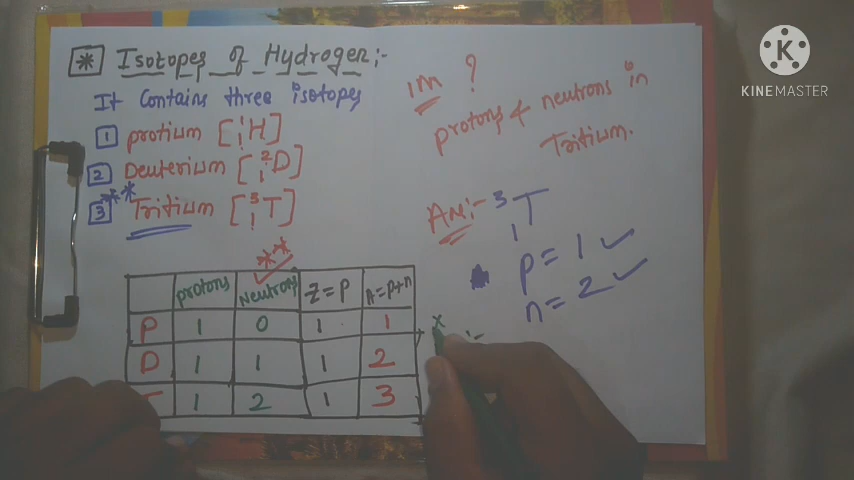 * Isotopes of Hydrogen:-
It contains three isotopes
1 protium [¹₁H]
2 Deuterium [²₁D]
3** Tritium [³₁T]
1M ?
protons & neutrons in
Tritium.
Ans:- ³₁T
p = 1 ✓
n = 2 ✓
**
protons Neutrons Z=P A=P+n
P 1 0 1 1
D 1 1 1 2
T 1 2 1 3
K
KINEMASTER